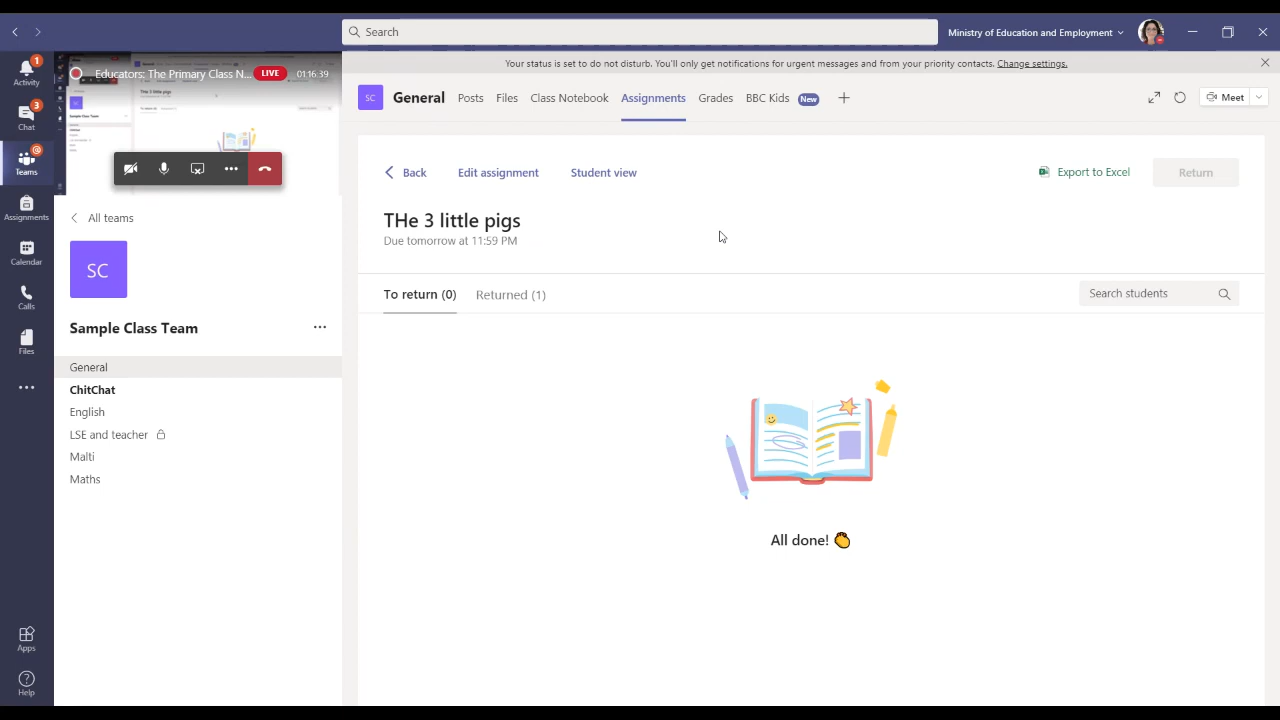 Search
Ministry of Education and Employment
Your status is set to do not disturb. You'll only get notifications for urgent messages and from your priority contacts. Change settings.
Activity
1
Chat
3
Teams
Assignments
Calendar
Calls
Files
Apps
Help
Educators: The Primary Class N... LIVE 01:16:39
All teams
SC
Sample Class Team
General
ChitChat
English
LSE and teacher
Malti
Maths
SC General Posts Files Class Notebook Assignments Grades BBC Kids New
Meet
Back Edit assignment Student view
Export to Excel Return
THe 3 little pigs
Due tomorrow at 11:59 PM
To return (0) Returned (1)
Search students
All done!